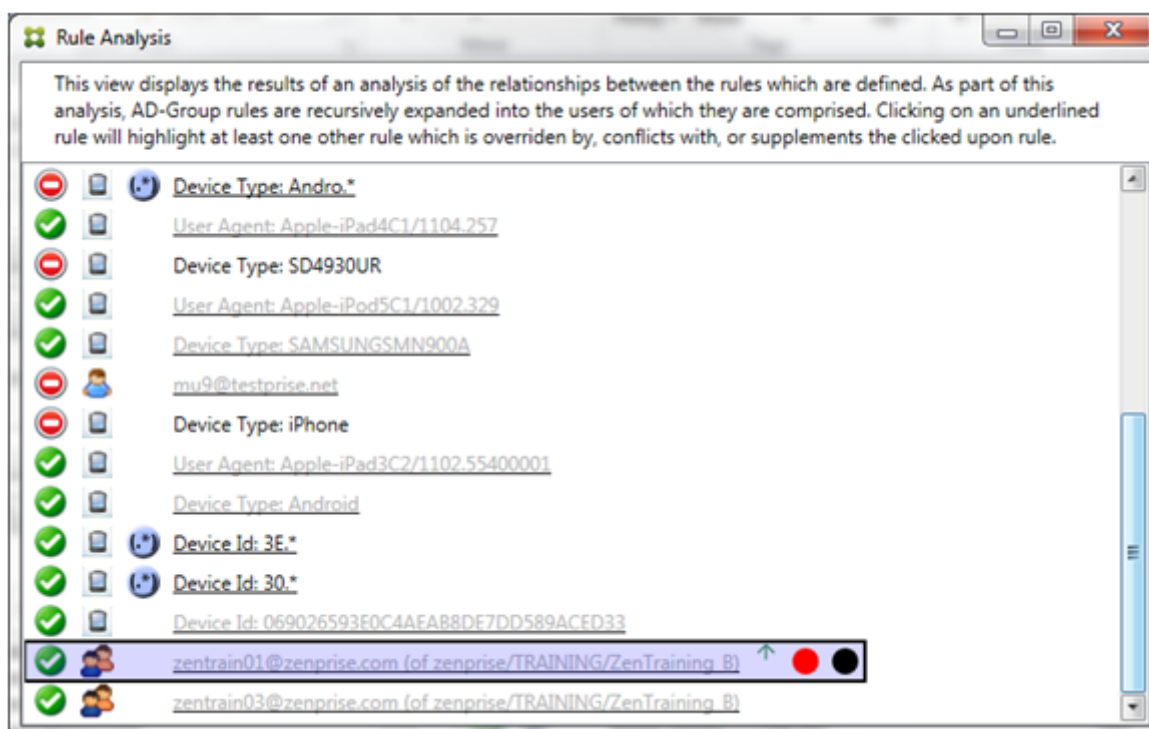 Rule Analysis
This view displays the results of an analysis of the relationships between the rules which are defined. As part of this
analysis, AD-Group rules are recursively expanded into the users of which they are comprised. Clicking on an underlined
rule will highlight at least one other rule which is overriden by, conflicts with, or supplements the clicked upon rule.
(.*) Device Type: Andro.*
User Agent: Apple-iPad4C1/1104.257
Device Type: SD4930UR
User Agent: Apple-iPod5C1/1002.329
Device Type: SAMSUNGSMN900A
mu9@testprise.net
Device Type: iPhone
User Agent: Apple-iPad3C2/1102.55400001
Device Type: Android
(.*) Device Id: 3E.*
(.*) Device Id: 30.*
Device Id: 069026593E0C4AEAB8DE7DD589ACED33
zentrain01@zenprise.com (of zenprise/TRAINING/ZenTraining_B)
zentrain03@zenprise.com (of zenprise/TRAINING/ZenTraining_B)